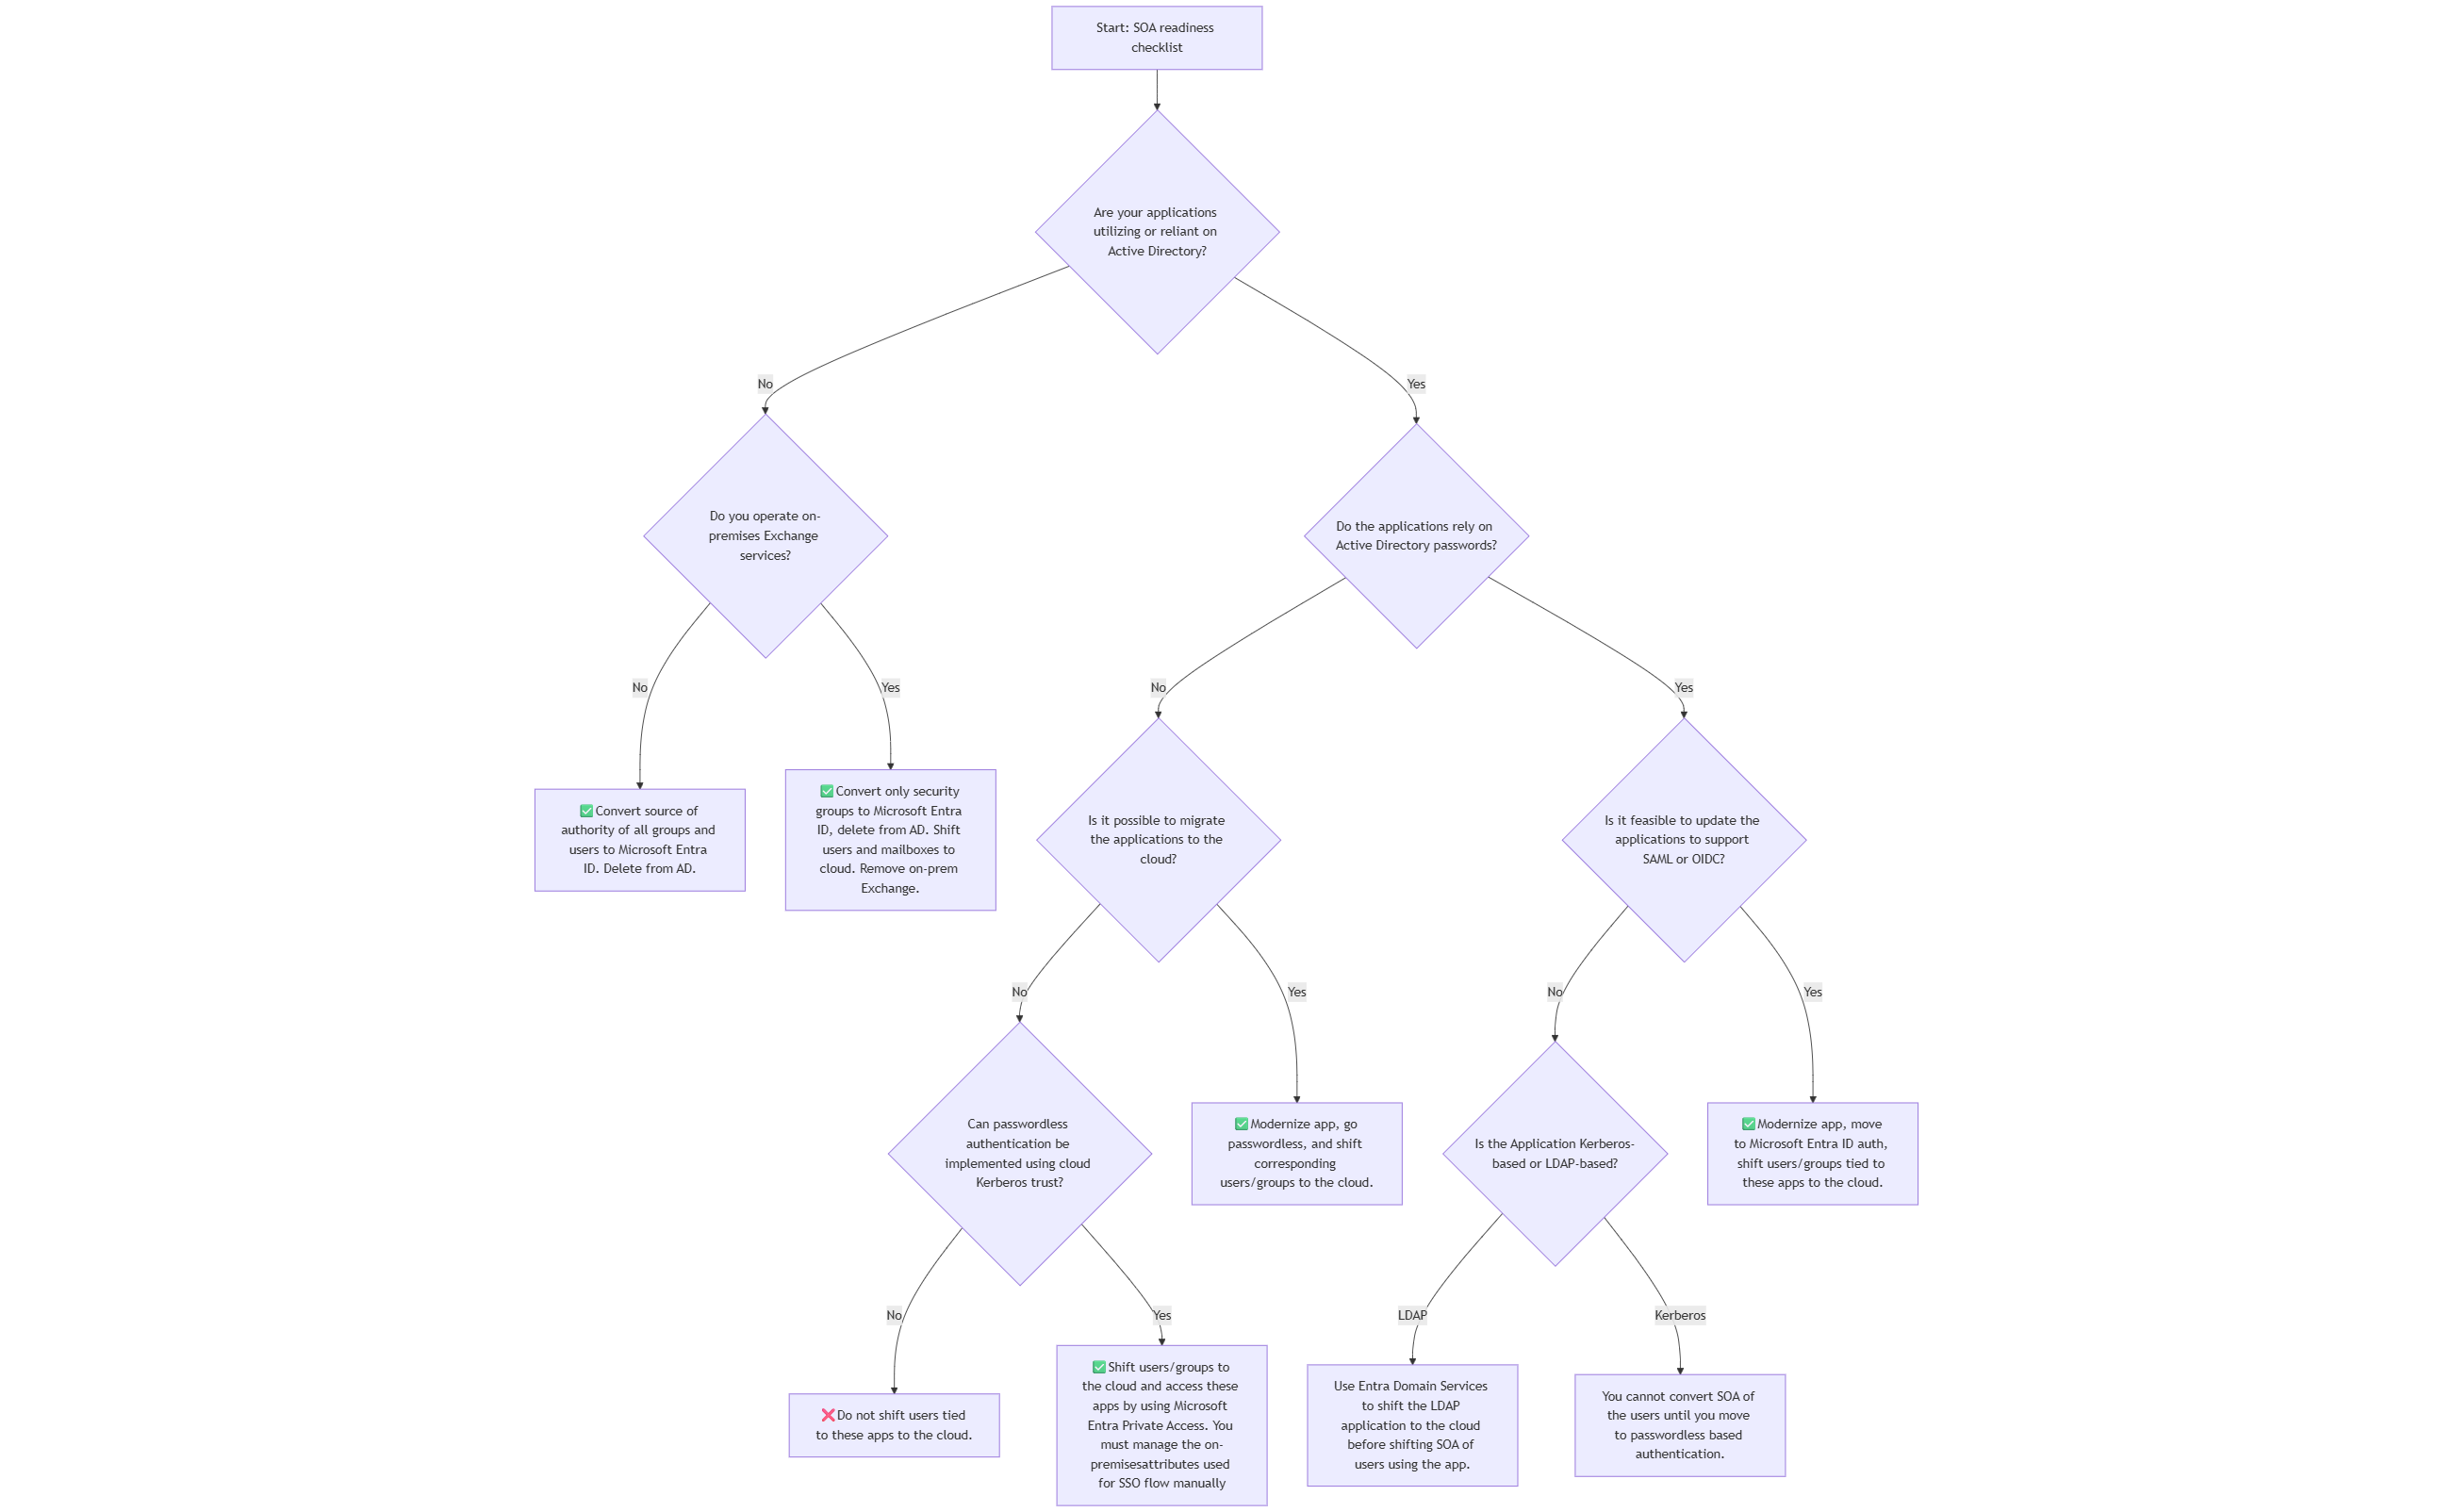 Start: SOA readiness
checklist
Are your applications
utilizing or reliant on
Active Directory?
No
Yes
Do you operate on-
premises Exchange
services?
Do the applications rely on
Active Directory passwords?
No
Yes
No
Yes
✅ Convert source of
authority of all groups and
users to Microsoft Entra
ID. Delete from AD.
✅ Convert only security
groups to Microsoft Entra
ID, delete from AD. Shift
users and mailboxes to
cloud. Remove on-prem
Exchange.
Is it possible to migrate
the applications to the
cloud?
Is it feasible to update the
applications to support
SAML or OIDC?
No
Yes
No
Yes
Can passwordless
authentication be
implemented using cloud
Kerberos trust?
✅ Modernize app, go
passwordless, and shift
corresponding
users/groups to the cloud.
Is the Application Kerberos-
based or LDAP-based?
✅ Modernize app, move
to Microsoft Entra ID auth,
shift users/groups tied to
these apps to the cloud.
No
Yes
LDAP
Kerberos
❌ Do not shift users tied
to these apps to the cloud.
✅ Shift users/groups to
the cloud and access these
apps by using Microsoft
Entra Private Access. You
must manage the on-
premisesattributes used
for SSO flow manually
Use Entra Domain Services
to shift the LDAP
application to the cloud
before shifting SOA of
users using the app.
You cannot convert SOA of
the users until you move
to passwordless based
authentication.